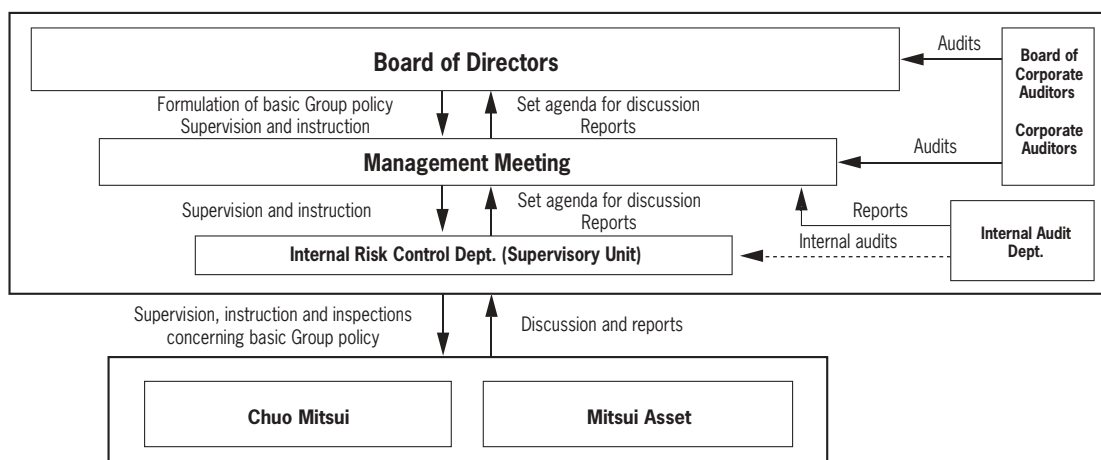 Board of Directors
Audits
Board of
Corporate
Auditors
Corporate
Auditors
Formulation of basic Group policy
Supervision and instruction
Set agenda for discussion
Reports
Management Meeting
Audits
Supervision and instruction
Set agenda for discussion
Reports
Reports
Internal audits
Internal Audit
Dept.
Internal Risk Control Dept. (Supervisory Unit)
Supervision, instruction and inspections
concerning basic Group policy
Discussion and reports
Chuo Mitsui
Mitsui Asset